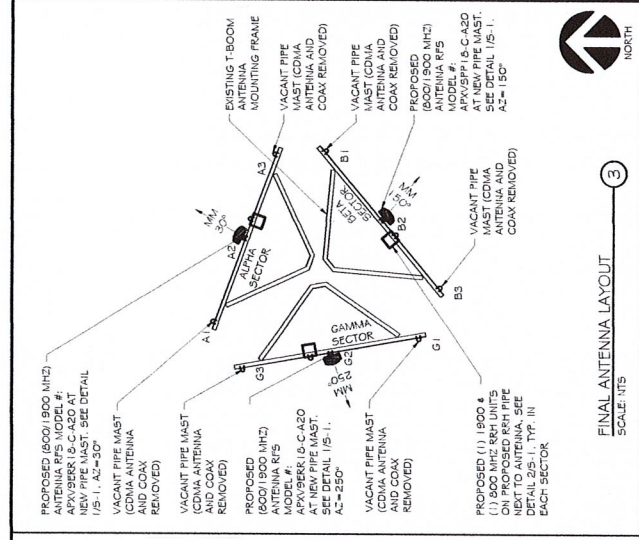 PROPOSED (800/1900 MHZ)
ANTENNA RFS MODEL #:
APXV9ERR18-C-A20 AT
NEW PIPE MAST. SEE DETAIL
1/S-1. AZ=30°
VACANT PIPE MAST
(CDMA ANTENNA
AND COAX
REMOVED)
VACANT PIPE MAST
(CDMA ANTENNA
AND COAX
REMOVED)
PROPOSED
(800/1900 MHZ)
ANTENNA RFS
MODEL #:
APXV9ERR18-C-A20
AT NEW PIPE MAST.
SEE DETAIL 1/S-1.
AZ=250°
VACANT PIPE MAST
(CDMA ANTENNA
AND COAX
REMOVED)
PROPOSED (1) 1900 &
(1) 800 MHZ RRH UNITS
ON PROPOSED RRH PIPE
NEXT TO ANTENNA. SEE
DETAIL 2/S-1. TYP. IN
EACH SECTOR
A1
A2
A3
MM
30°
ALPHA
SECTOR
G3
G2
G1
GAMMA
SECTOR
MM
250°
B1
B2
B3
BETA
SECTOR
MM
150°
EXISTING T-BOOM
ANTENNA
MOUNTING FRAME
VACANT PIPE
MAST (CDMA
ANTENNA AND
COAX REMOVED)
VACANT PIPE
MAST (CDMA
ANTENNA AND
COAX REMOVED)
PROPOSED
(800/1900 MHZ)
ANTENNA RFS
MODEL #:
APXVSPP18-C-A20
AT NEW PIPE MAST.
SEE DETAIL 1/S-1.
AZ=150°
VACANT PIPE
MAST (CDMA
ANTENNA AND
COAX REMOVED)
FINAL ANTENNA LAYOUT
3
SCALE: NTS
NORTH